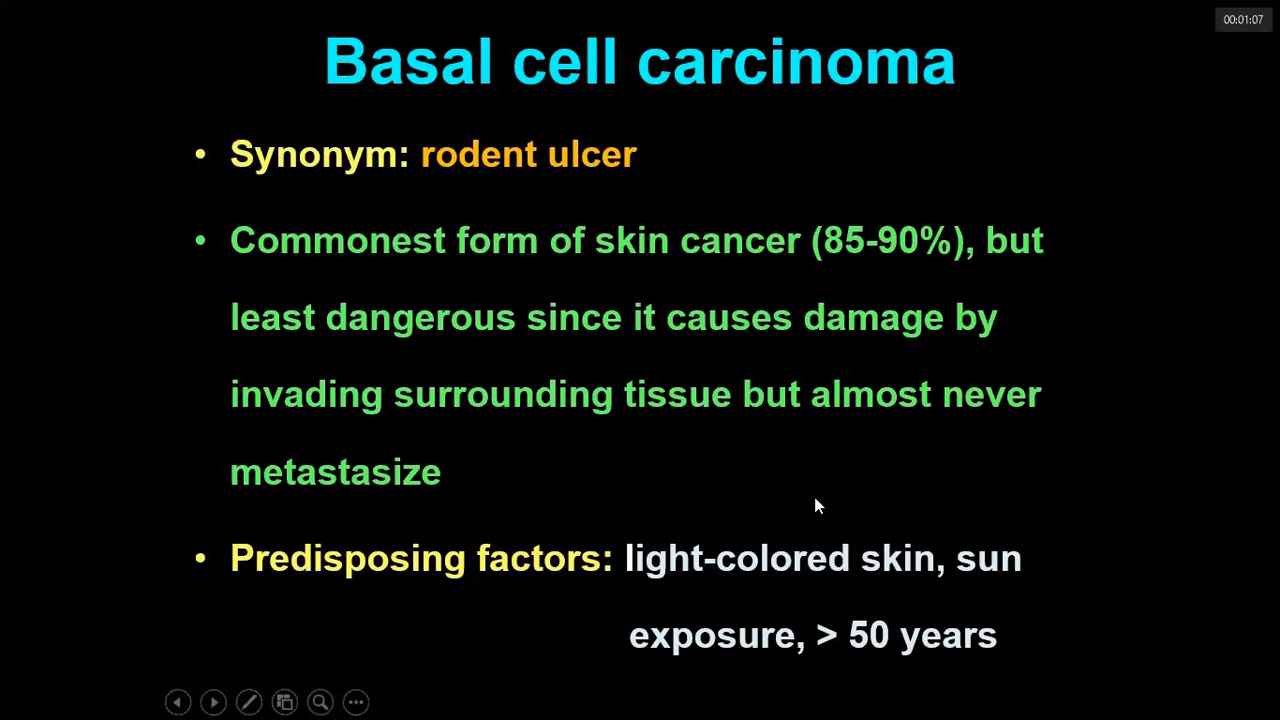 00:01:07
Basal cell carcinoma
• Synonym: rodent ulcer
• Commonest form of skin cancer (85-90%), but
least dangerous since it causes damage by
invading surrounding tissue but almost never
metastasize
• Predisposing factors: light-colored skin, sun
exposure, > 50 years